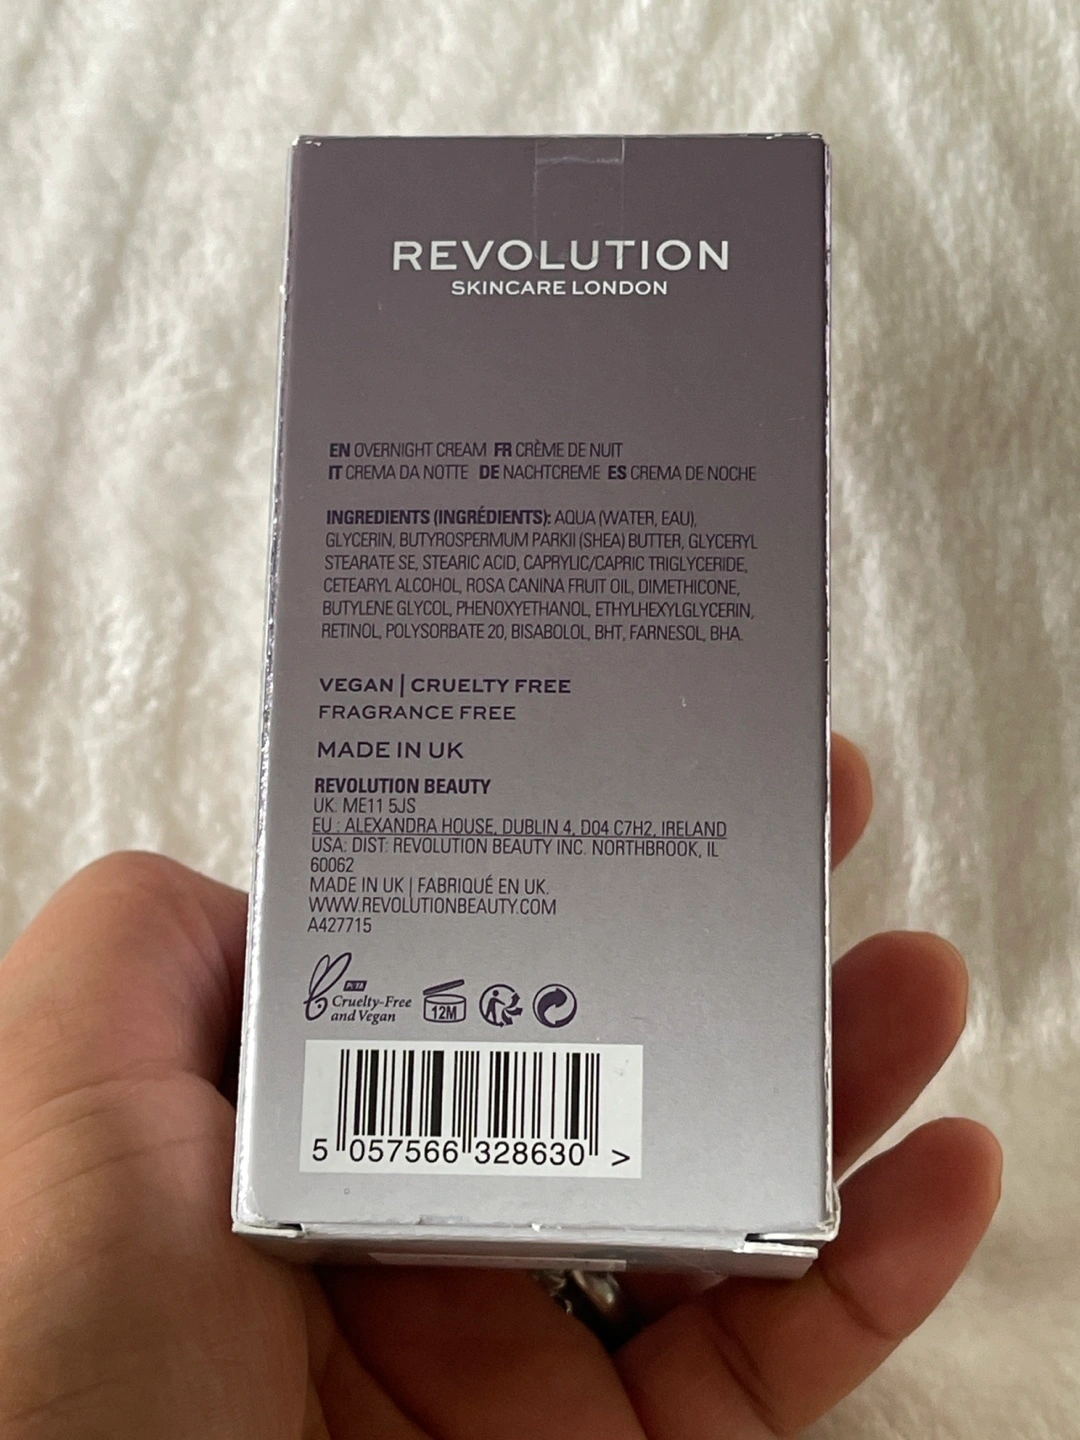 REVOLUTION
SKINCARE LONDON
EN OVERNIGHT CREAM FR CRÈME DE NUIT
IT CREMA DA NOTTE DE NACHTCREME ES CREMA DE NOCHE
INGREDIENTS (INGRÉDIENTS): AQUA (WATER, EAU),
GLYCERIN, BUTYROSPERMUM PARKII (SHEA) BUTTER, GLYCERYL
STEARATE SE, STEARIC ACID, CAPRYLIC/CAPRIC TRIGLYCERIDE,
CETEARYL ALCOHOL, ROSA CANINA FRUIT OIL, DIMETHICONE,
BUTYLENE GLYCOL, PHENOXYETHANOL, ETHYLHEXYLGLYCERIN,
RETINOL, POLYSORBATE 20, BISABOLOL, BHT, FARNESOL, BHA.
VEGAN | CRUELTY FREE
FRAGRANCE FREE
MADE IN UK
REVOLUTION BEAUTY
UK: ME11 5JS
EU : ALEXANDRA HOUSE, DUBLIN 4, D04 C7H2, IRELAND
USA: DIST: REVOLUTION BEAUTY INC. NORTHBROOK, IL
60062
MADE IN UK | FABRIQUÉ EN UK.
WWW.REVOLUTIONBEAUTY.COM
A427715
PETA
Cruelty-Free
and Vegan
12M
5 057566 328630 >